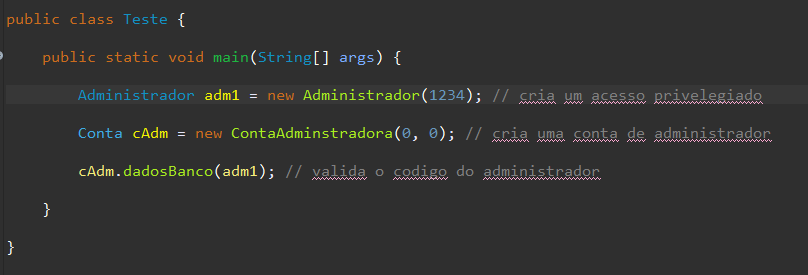 public class Teste {
public static void main(String[] args) {
Administrador adm1 = new Administrador(1234); // cria um acesso privelegiado
Conta cAdm = new ContaAdminstradora(0, 0); // cria uma conta de administrador
cAdm.dadosBanco(adm1); // valida o codigo do administrador
}
}